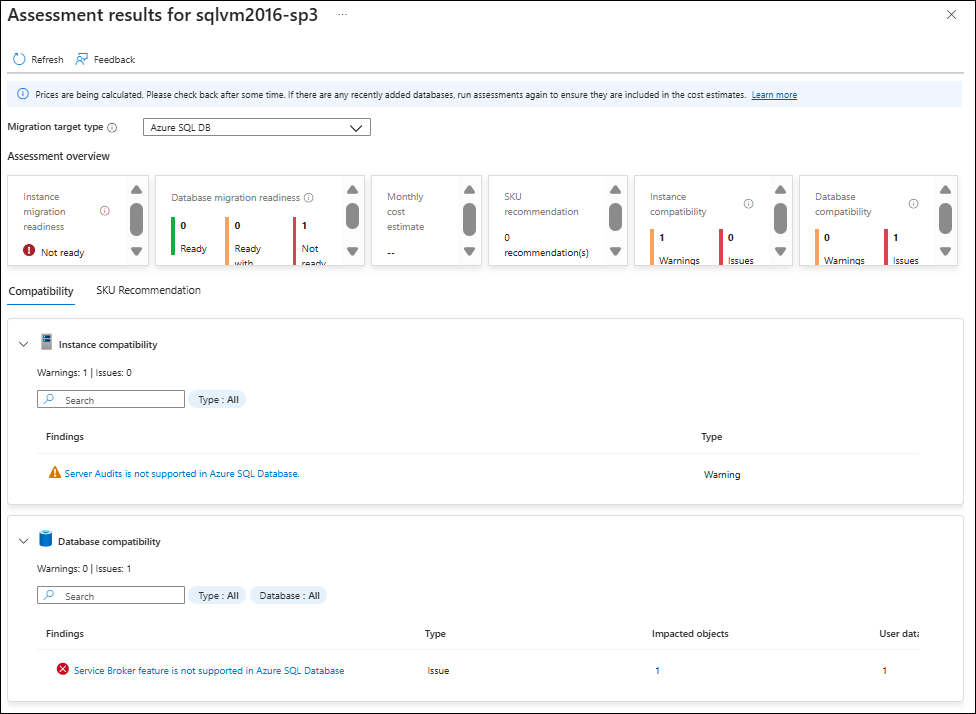 Assessment results for sqlvm2016-sp3 ...
Refresh Feedback
Prices are being calculated. Please check back after some time. If there are any recently added databases, run assessments again to ensure they are included in the cost estimates. Learn more
Migration target type Azure SQL DB
Assessment overview
Instance
migration
readiness
Not ready
Database migration readiness
0
Ready
0
Ready
with
1
Not
ready
Monthly
cost
estimate
--
SKU
recommendation
0
recommendation(s)
Instance
compatibility
1
Warnings
0
Issues
Database
compatibility
0
Warnings
1
Issues
Compatibility SKU Recommendation
Instance compatibility
Warnings: 1 | Issues: 0
Search Type : All
Findings Type
Server Audits is not supported in Azure SQL Database. Warning
Database compatibility
Warnings: 0 | Issues: 1
Search Type : All Database : All
Findings Type Impacted objects User data
Service Broker feature is not supported in Azure SQL Database Issue 1 1